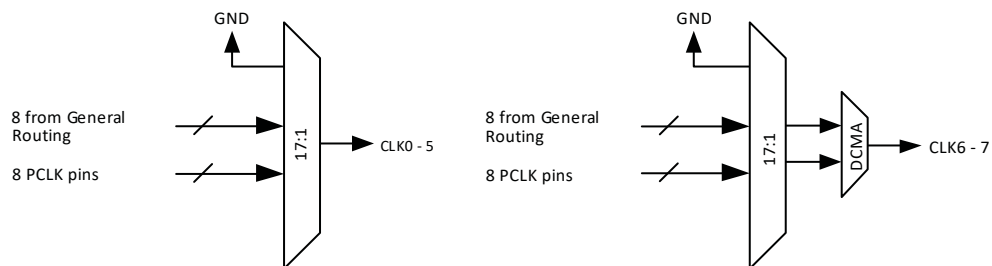 GND
8 from General
Routing
8 PCLK pins
17:1
CLK0 - 5
GND
8 from General
Routing
8 PCLK pins
17:1
DCMA
CLK6 - 7